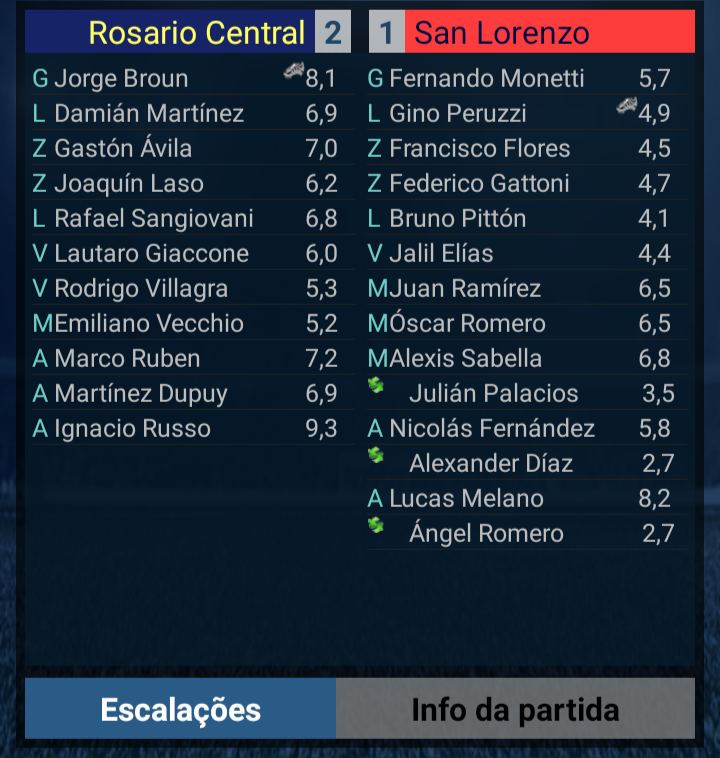 Rosario Central 2
1 San Lorenzo
G Jorge Broun 8,1
L Damián Martínez 6,9
Z Gastón Ávila 7,0
Z Joaquín Laso 6,2
L Rafael Sangiovani 6,8
V Lautaro Giaccone 6,0
V Rodrigo Villagra 5,3
M Emiliano Vecchio 5,2
A Marco Ruben 7,2
A Martínez Dupuy 6,9
A Ignacio Russo 9,3
G Fernando Monetti 5,7
L Gino Peruzzi 4,9
Z Francisco Flores 4,5
Z Federico Gattoni 4,7
L Bruno Pittón 4,1
V Jalil Elías 4,4
M Juan Ramírez 6,5
M Óscar Romero 6,5
M Alexis Sabella 6,8
Julián Palacios 3,5
A Nicolás Fernández 5,8
Alexander Díaz 2,7
A Lucas Melano 8,2
Ángel Romero 2,7
Escalações
Info da partida